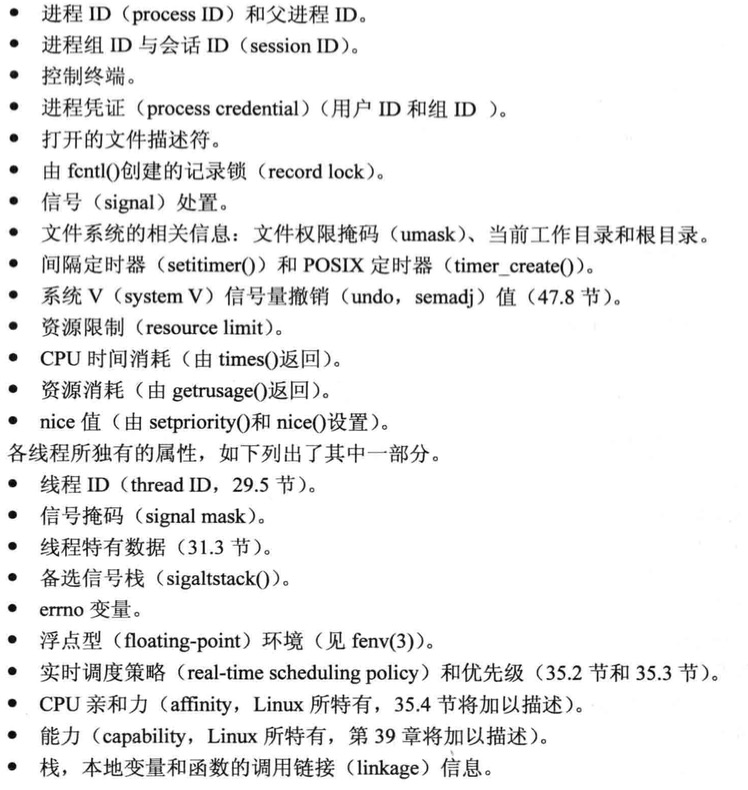 • 进程 ID（process ID）和父进程 ID。
• 进程组 ID 与会话 ID（session ID）。
• 控制终端。
• 进程凭证（process credential）（用户 ID 和组 ID ）。
• 打开的文件描述符。
• 由 fcntl()创建的记录锁（record lock）。
• 信号（signal）处置。
• 文件系统的相关信息：文件权限掩码（umask）、当前工作目录和根目录。
• 间隔定时器（setitimer()）和 POSIX 定时器（timer_create()）。
• 系统 V（system V）信号量撤销（undo，semadj）值（47.8 节）。
• 资源限制（resource limit）。
• CPU 时间消耗（由 times()返回）。
• 资源消耗（由 getrusage()返回）。
• nice 值（由 setpriority()和 nice()设置）。
各线程所独有的属性，如下列出了其中一部分。
• 线程 ID（thread ID，29.5 节）。
• 信号掩码（signal mask）。
• 线程特有数据（31.3 节）。
• 备选信号栈（sigaltstack()）。
• errno 变量。
• 浮点型（floating-point）环境（见 fenv(3)）。
• 实时调度策略（real-time scheduling policy）和优先级（35.2 节和 35.3 节）。
• CPU 亲和力（affinity，Linux 所特有，35.4 节将加以描述）。
• 能力（capability，Linux 所特有，第 39 章将加以描述）。
• 栈，本地变量和函数的调用链接（linkage）信息。